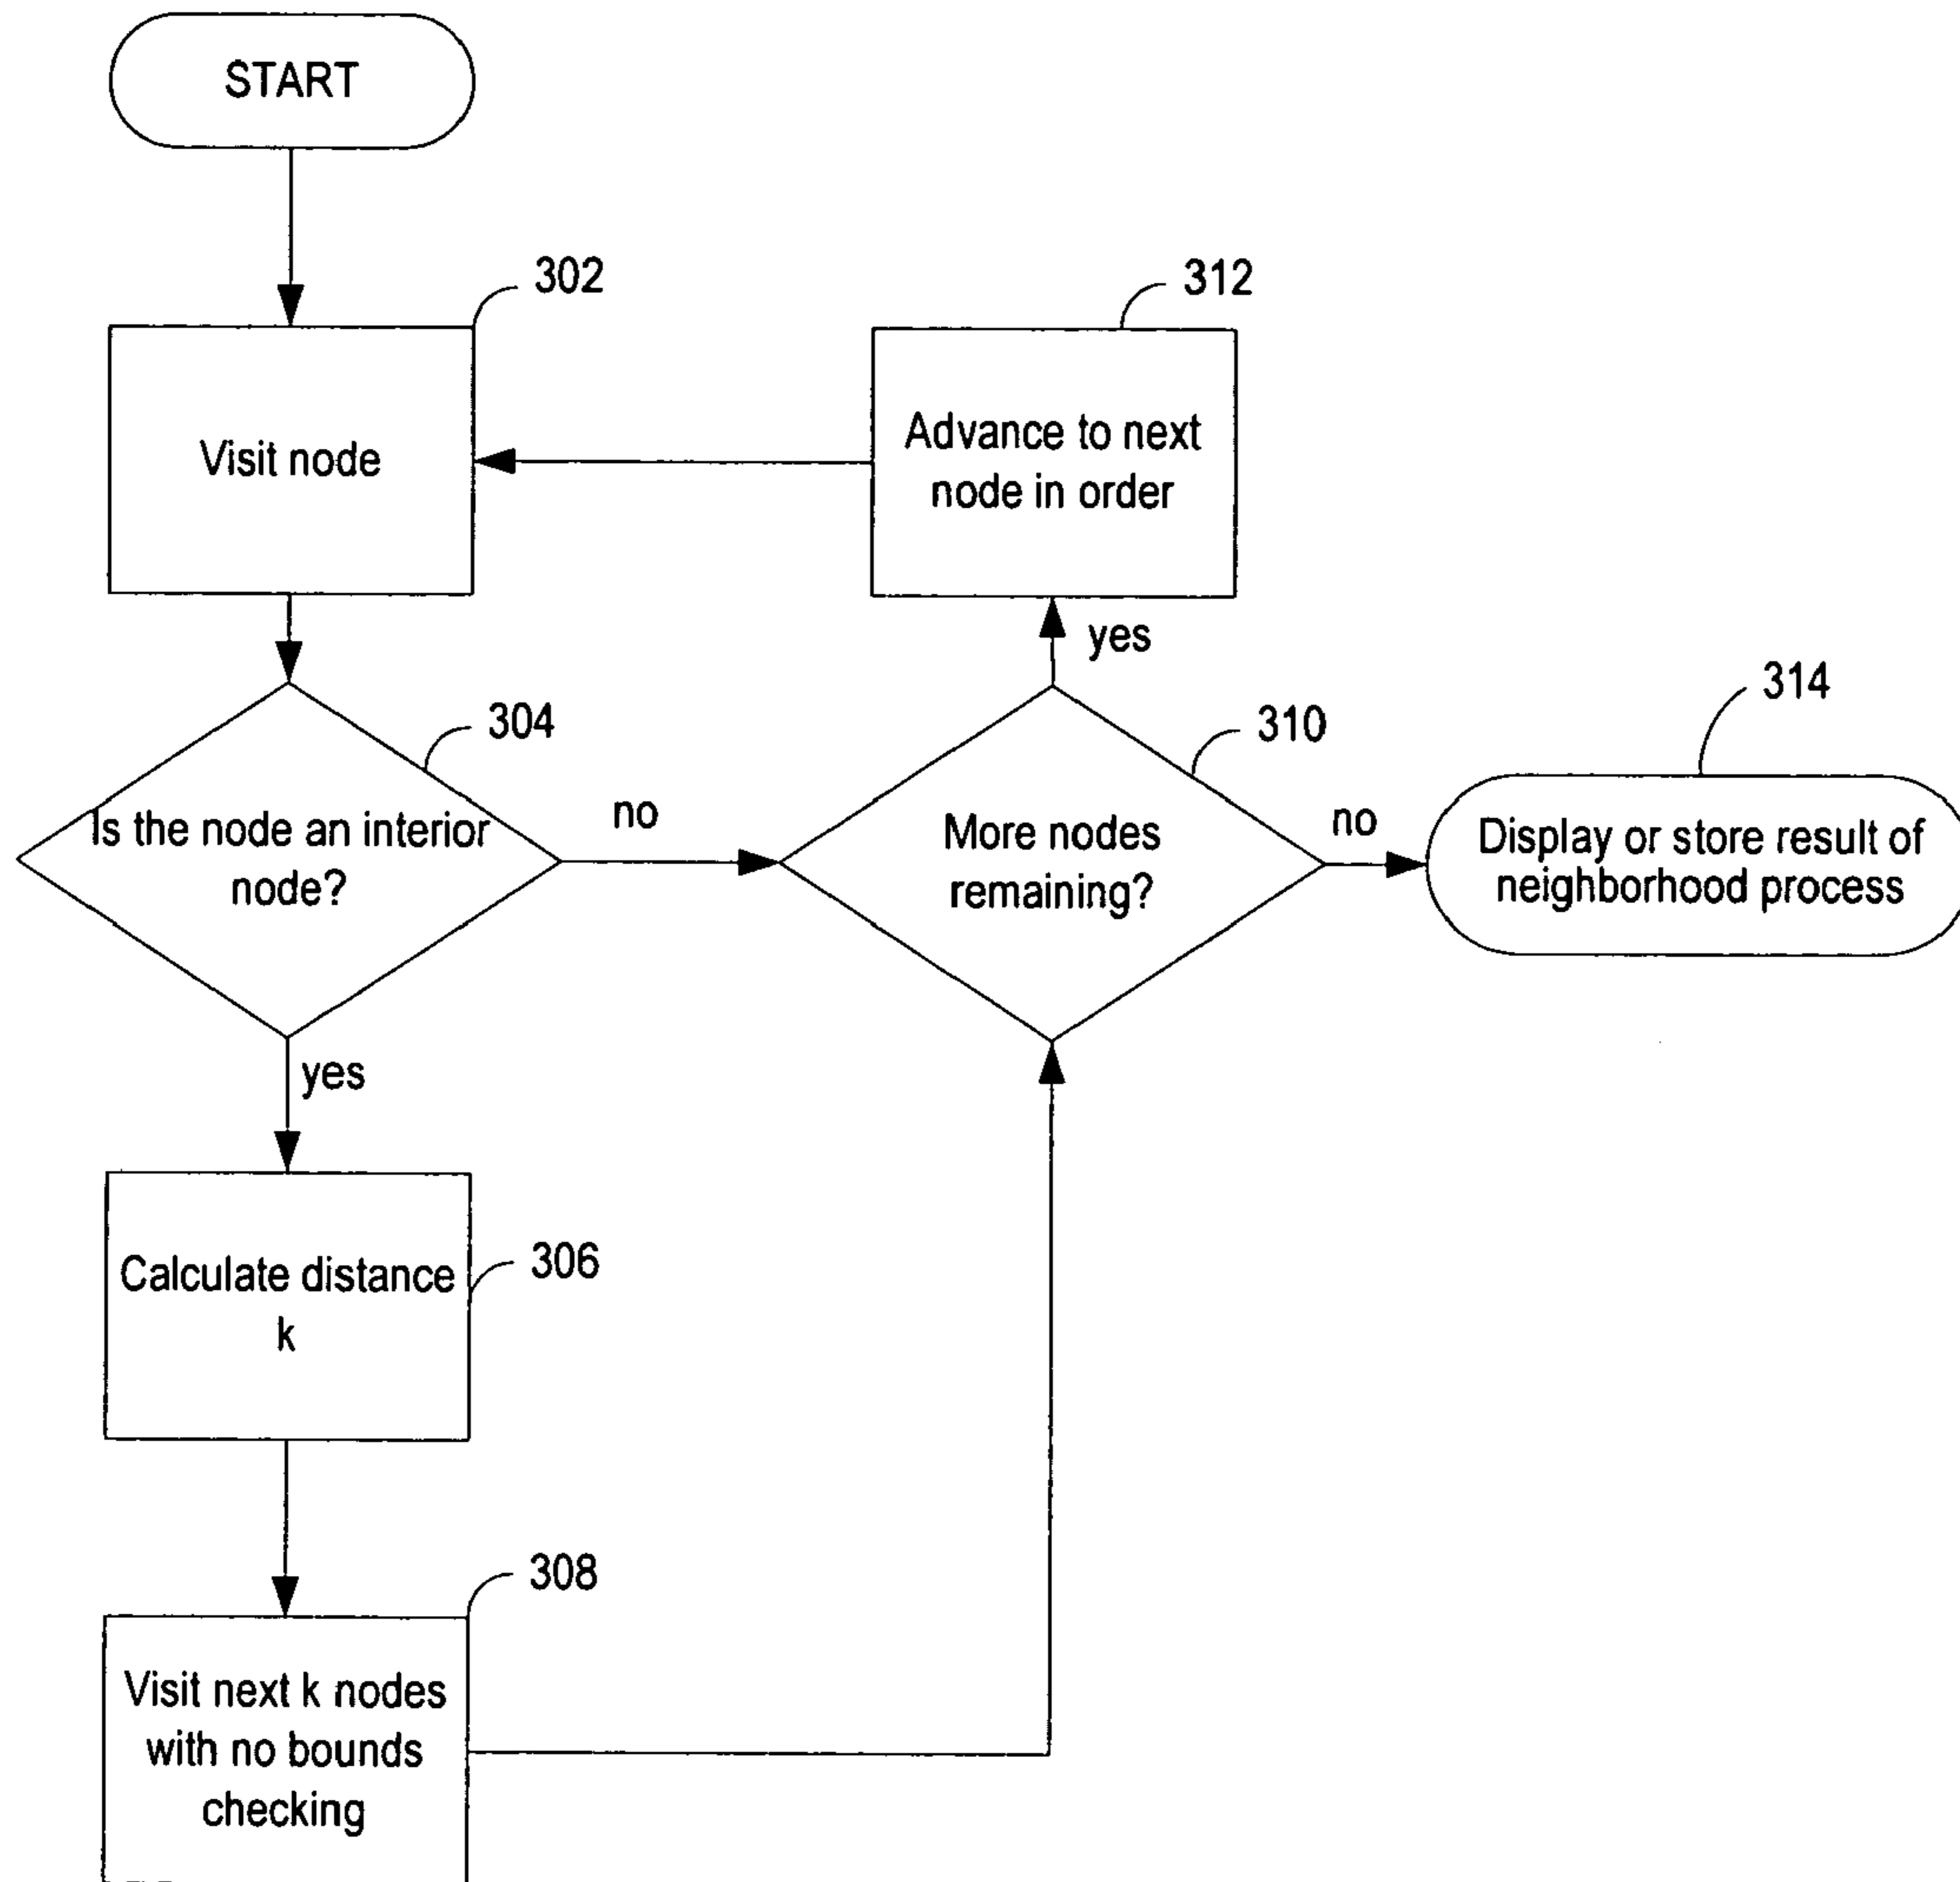 START
302
Visit node
312
Advance to next
node in order
yes
304
Is the node an interior
node?
no
310
More nodes
remaining?
no
314
Display or store result of
neighborhood process
yes
306
Calculate distance
k
308
Visit next k nodes
with no bounds
checking